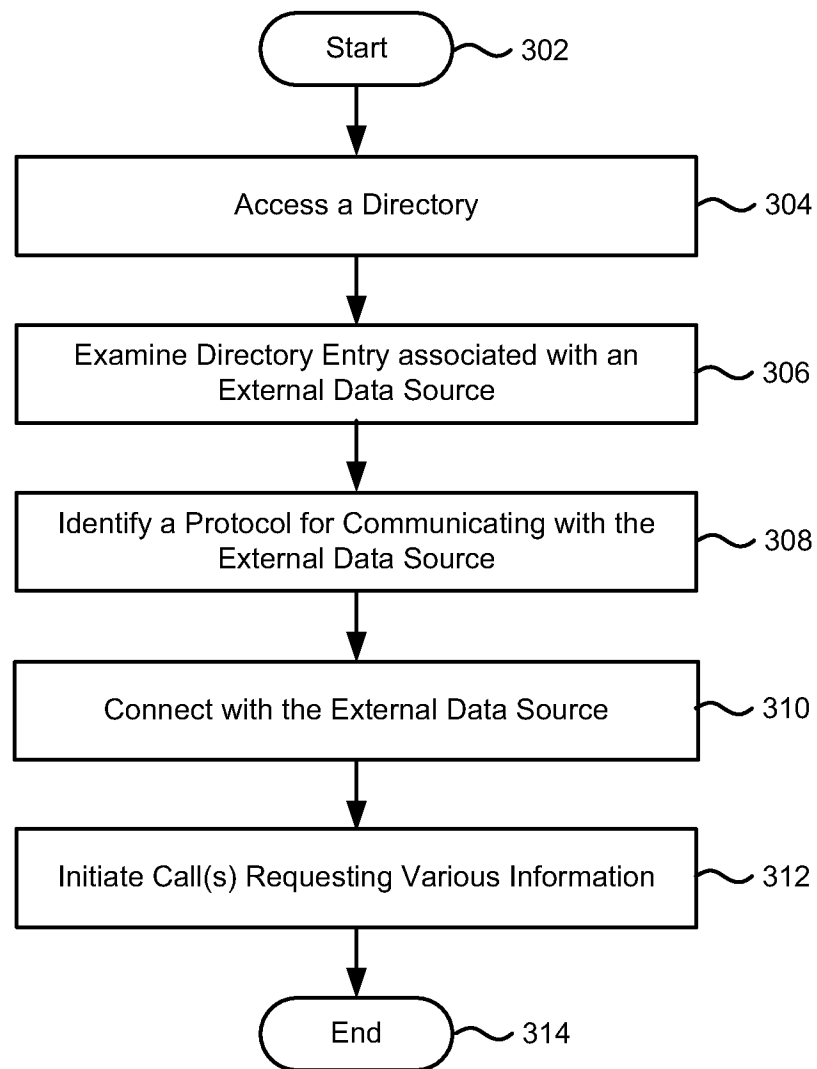 Start
302
Access a Directory
304
Examine Directory Entry associated with an
External Data Source
306
Identify a Protocol for Communicating with the
External Data Source
308
Connect with the External Data Source
310
Initiate Call(s) Requesting Various Information
312
End
314